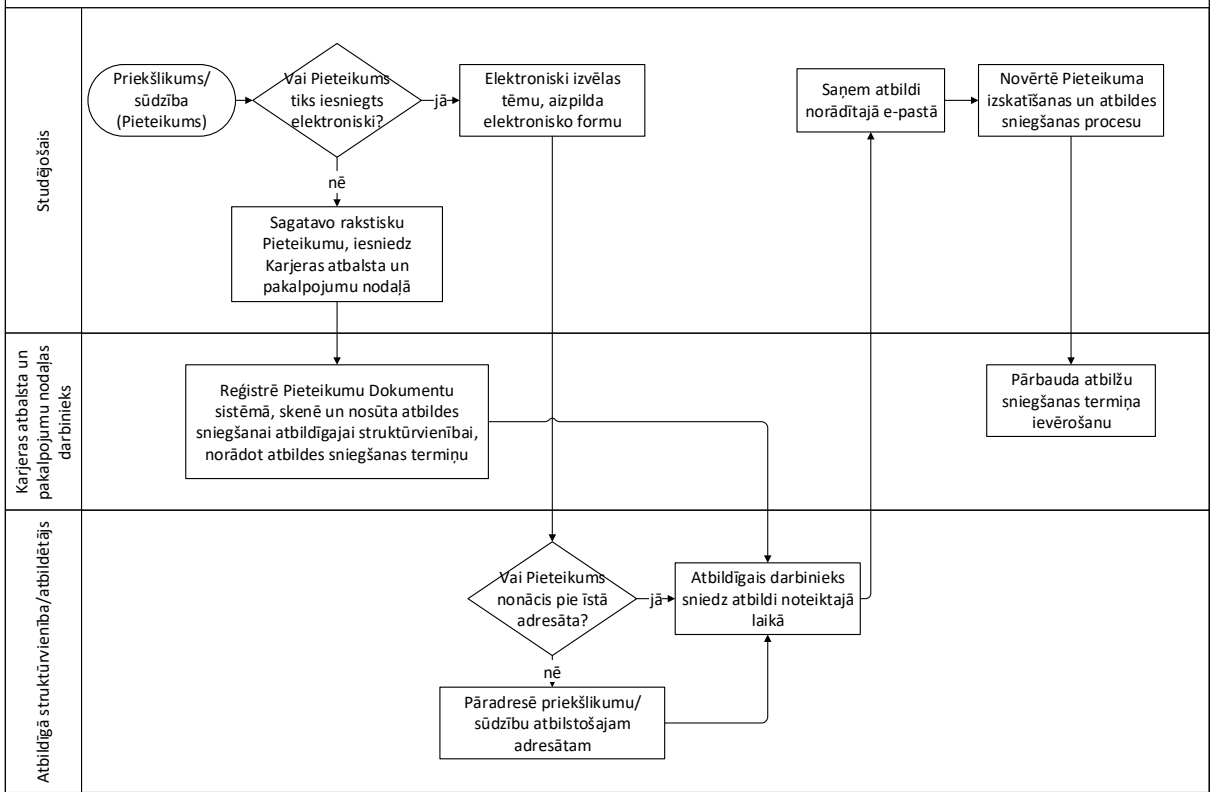 Studējošais
Priekšlikums/
sūdzība
(Pieteikums)
Vai Pieteikums
tiks iesniegts
elektroniski?
jā
Elektroniski izvēlas
tēmu, aizpilda
elektronisko formu
nē
Sagatavo rakstisku
Pieteikumu, iesniedz
Karjeras atbalsta un
pakalpojumu nodaļā
Saņem atbildi
norādītajā e-pastā
Novērtē Pieteikuma
izskatīšanas un atbildes
sniegšanas procesu
Karjeras atbalsta un
pakalpojumu nodaļas
darbinieks
Reģistrē Pieteikumu Dokumentu
sistēmā, skenē un nosūta atbildes
sniegšanai atbildīgajai struktūrvienībai,
norādot atbildes sniegšanas termiņu
Pārbauda atbilžu
sniegšanas termiņa
ievērošanu
Atbildīgā struktūrvienība/atbildētājs
Vai Pieteikums
nonācis pie īstā
adresāta?
jā
Atbildīgais darbinieks
sniedz atbildi noteiktajā
laikā
nē
Pāradresē priekšlikumu/
sūdzību atbilstošajam
adresātam